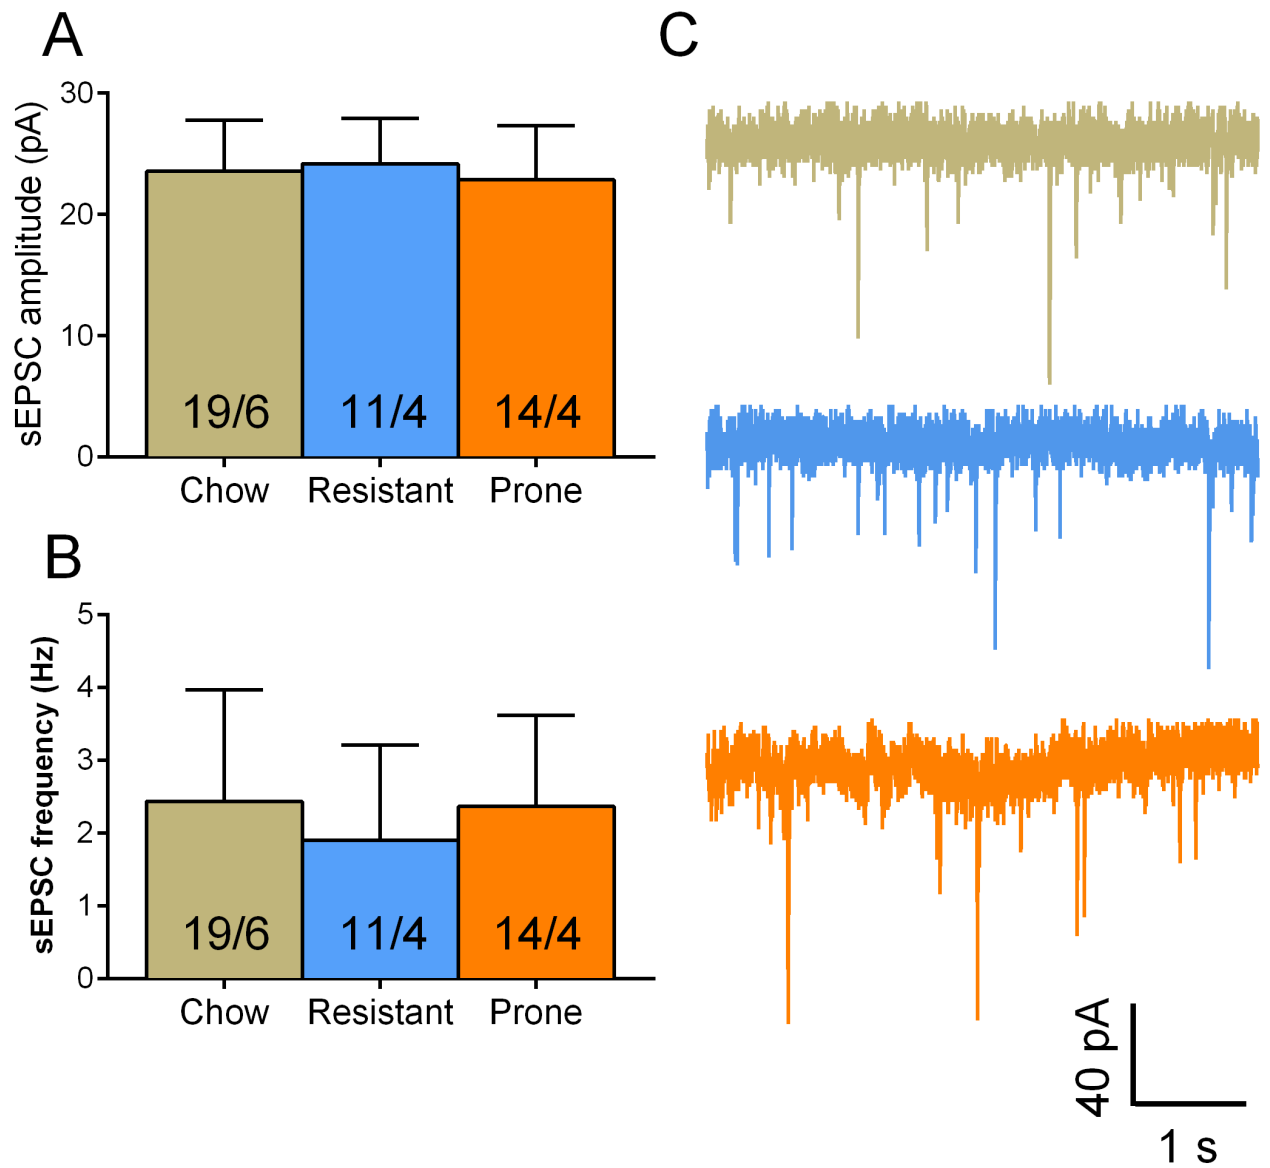 A
sEPSC amplitude (pA)
30
20
10
0
19/6
11/4
14/4
Chow
Resistant
Prone
B
sEPSC frequency (Hz)
5
4
3
2
1
0
19/6
11/4
14/4
Chow
Resistant
Prone
C
40 pA
1 s